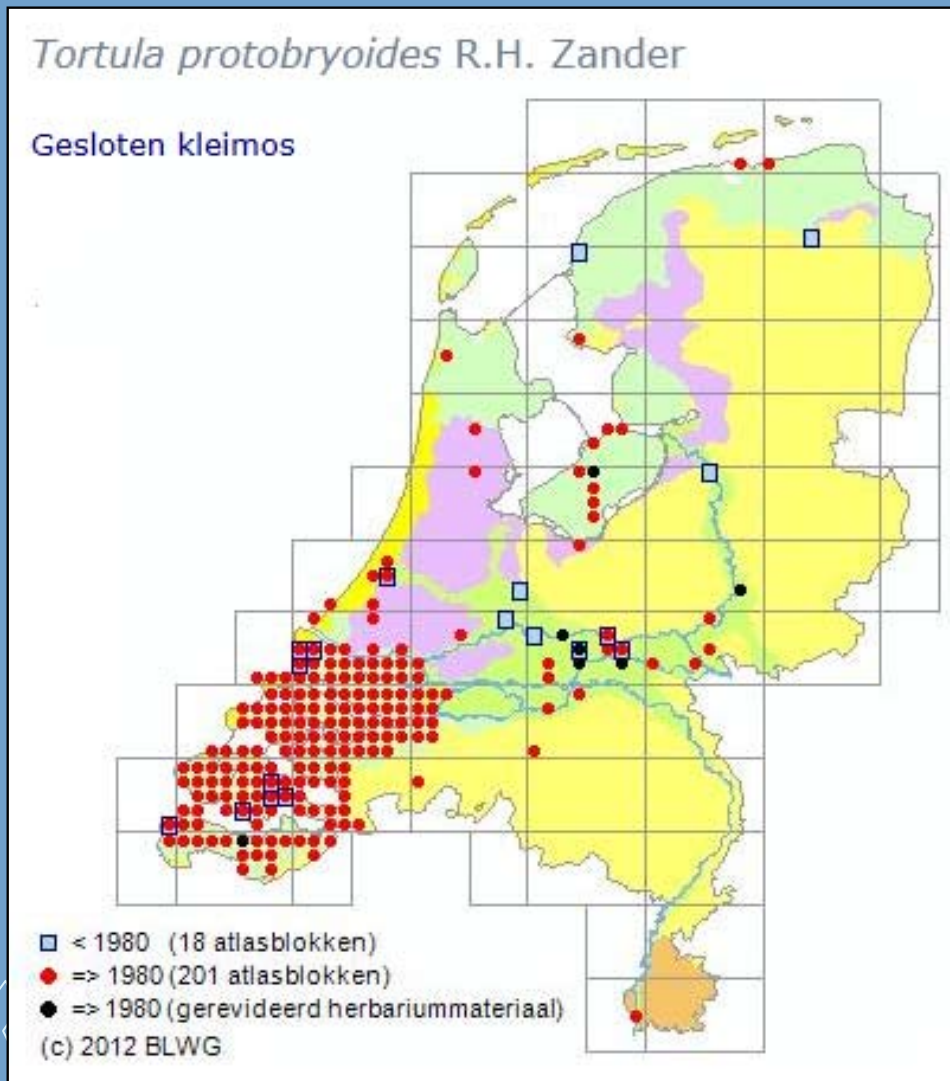 Tortula protobryoides R.H. Zander
Gesloten kleimos
< 1980 (18 atlasblokken)
=> 1980 (201 atlasblokken)
=> 1980 (gerevideerd herbariummateriaal)
(c) 2012 BLWG